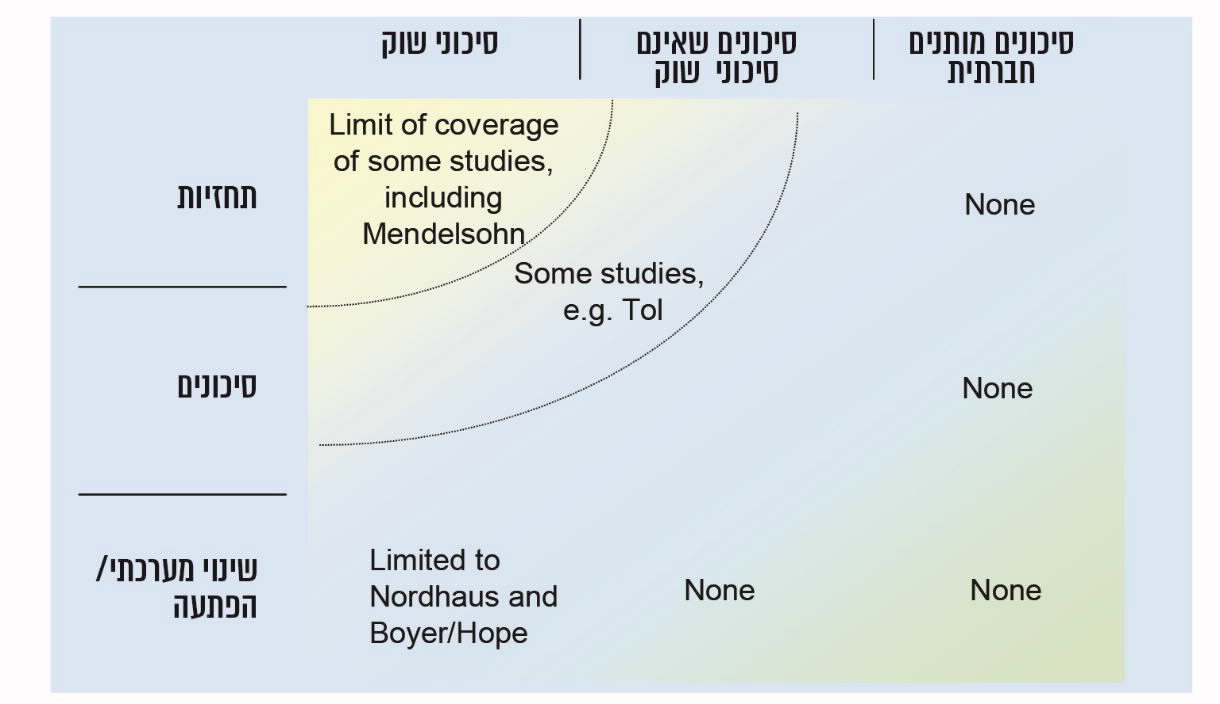 סיכוני שוק
סיכונים שאינם
סיכוני שוק
סיכונים מותנים
חברתית
תחזיות
Limit of coverage
of some studies,
including
Mendelsohn
None
Some studies,
e.g. Tol
סיכונים
None
שינוי מערכתי/
הפתעה
Limited to
Nordhaus and
Boyer/Hope
None
None